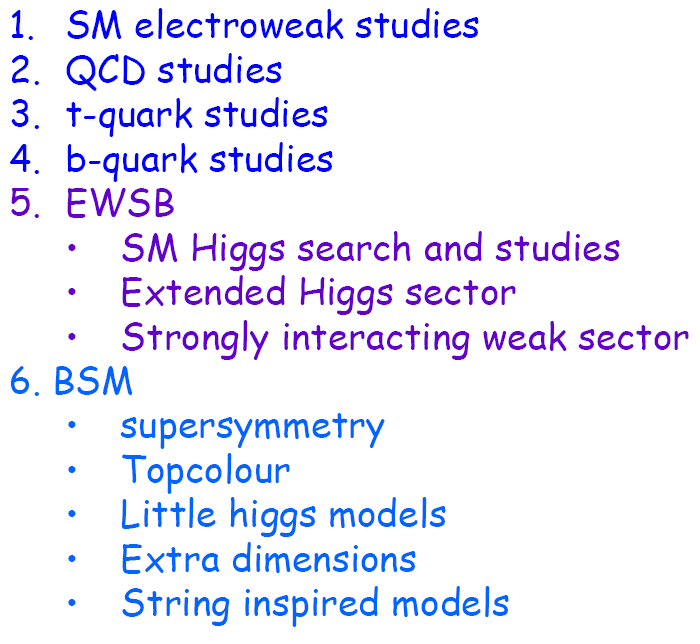 1. SM electroweak studies
2. QCD studies
3. t-quark studies
4. b-quark studies
5. EWSB
• SM Higgs search and studies
• Extended Higgs sector
• Strongly interacting weak sector
6. BSM
• supersymmetry
• Topcolour
• Little higgs models
• Extra dimensions
• String inspired models